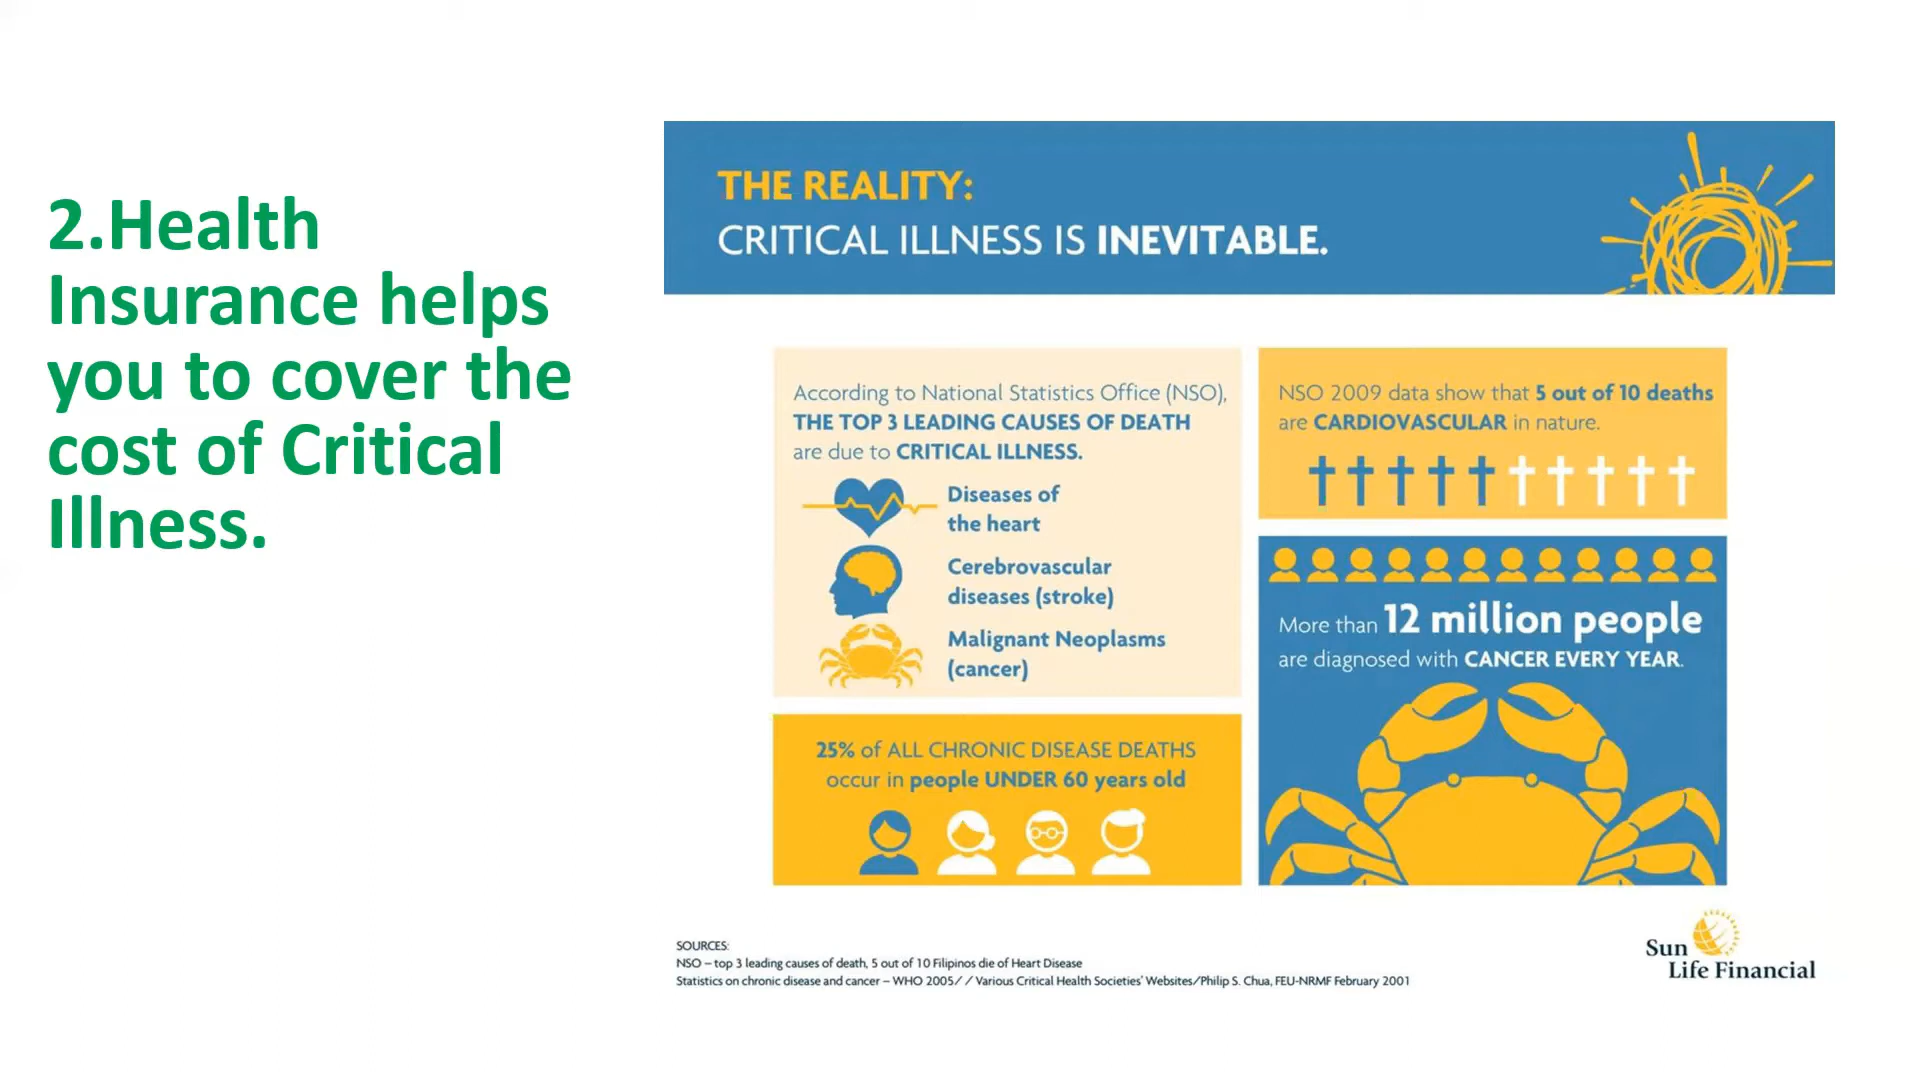 2.Health
Insurance helps
you to cover the
cost of Critical
Illness.
THE REALITY:
CRITICAL ILLNESS IS INEVITABLE.
According to National Statistics Office (NSO),
THE TOP 3 LEADING CAUSES OF DEATH
are due to CRITICAL ILLNESS.
Diseases of
the heart
Cerebrovascular
diseases (stroke)
Malignant Neoplasms
(cancer)
25% of ALL CHRONIC DISEASE DEATHS
occur in people UNDER 60 years old
NSO 2009 data show that 5 out of 10 deaths
are CARDIOVASCULAR in nature.
More than 12 million people
are diagnosed with CANCER EVERY YEAR.
SOURCES:
NSO – top 3 leading causes of death, 5 out of 10 Filipinos die of Heart Disease
Statistics on chronic disease and cancer – WHO 2005/ / Various Critical Health Societies' Websites/Philip S. Chua, FEU-NRMF February 2001
Sun
Life Financial